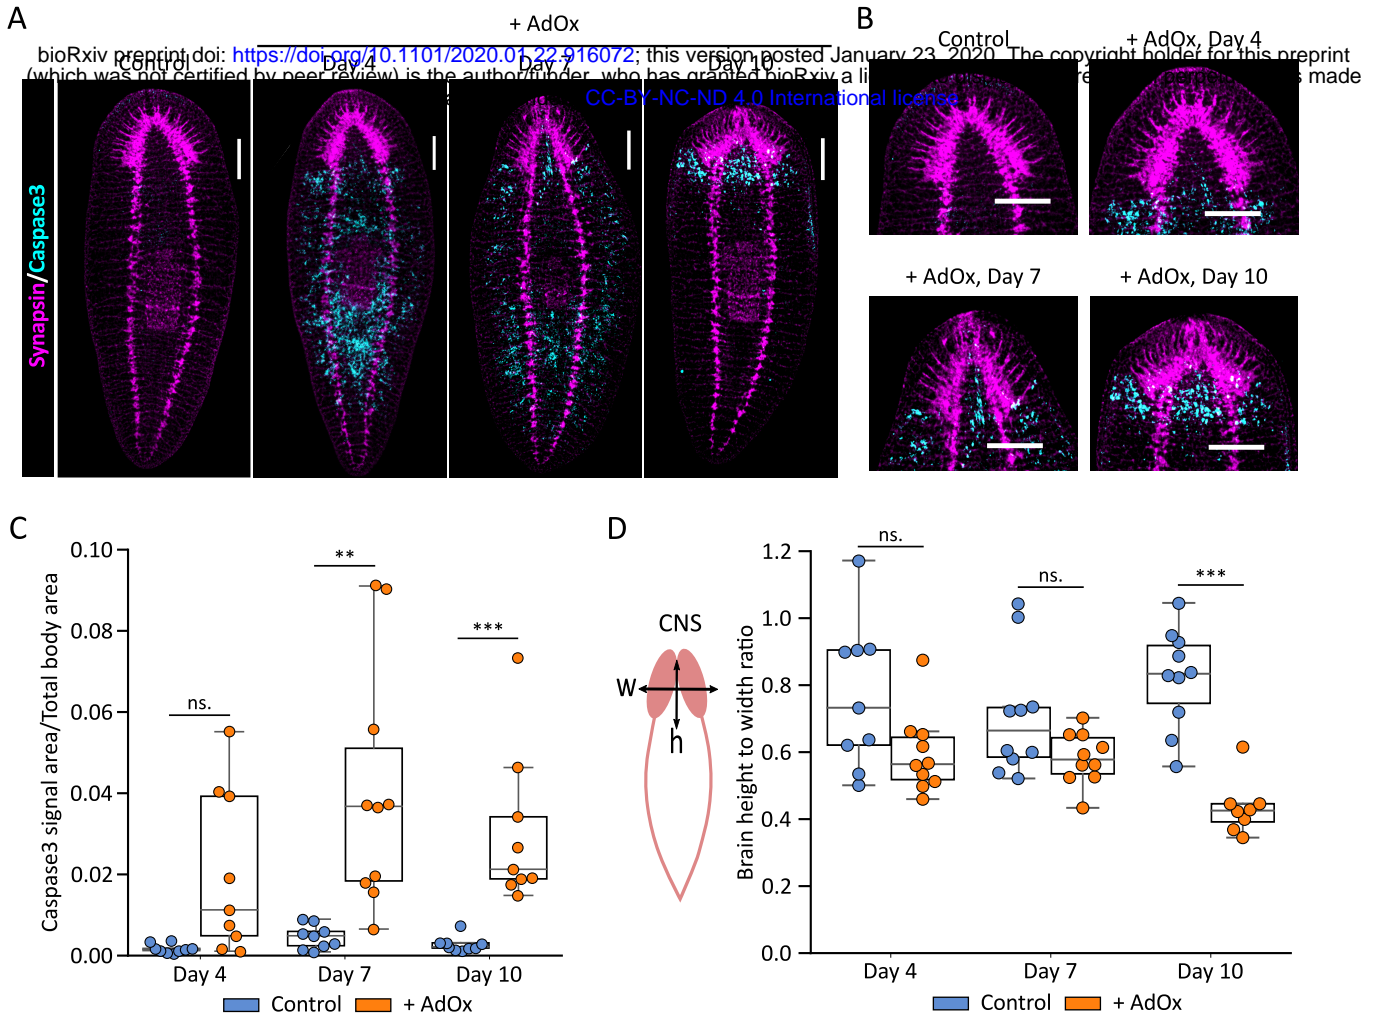 A
+ AdOx
B
bioRxiv preprint doi: https://doi.org/10.1101/2020.01.22.916072; this version posted January 23, 2020. The copyright holder for this preprint
Control
+ AdOx, Day 4
(which was not certified by peer review) is the author/funder, who has granted bioRxiv a
made
Control
Day 4
Day 7
Day 10
CC-BY-NC-ND 4.0 International license
Synapsin/Caspase3
+ AdOx, Day 7
+ AdOx, Day 10
C
Caspase3 signal area/Total body area
0.10
0.08
0.06
0.04
0.02
0.00
ns.
**
***
Day 4
Day 7
Day 10
Control
+ AdOx
D
CNS
w
h
Brain height to width ratio
1.2
1.0
0.8
0.6
0.4
0.2
0.0
ns.
ns.
***
Day 4
Day 7
Day 10
Control
+ AdOx